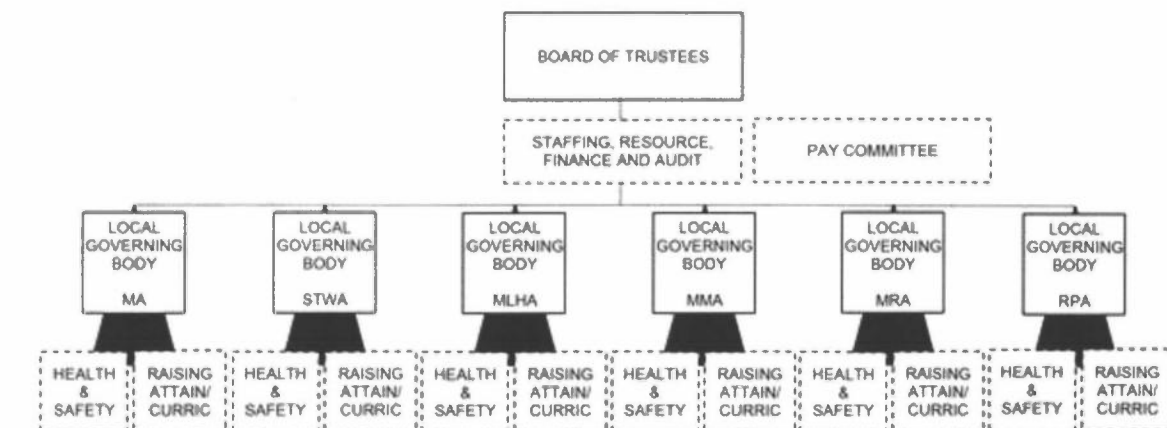 BOARD OF TRUSTEES
STAFFING, RESOURCE,
FINANCE AND AUDIT
PAY COMMITTEE
LOCAL
GOVERNING
BODY
MA
LOCAL
GOVERNING
BODY
STWA
LOCAL
GOVERNING
BODY
MLHA
LOCAL
GOVERNING
BODY
MMA
LOCAL
GOVERNING
BODY
MRA
LOCAL
GOVERNING
BODY
RPA
HEALTH
&
SAFETY
RAISING
ATTAIN/
CURRIC
HEALTH
&
SAFETY
RAISING
ATTAIN/
CURRIC
HEALTH
&
SAFETY
RAISING
ATTAIN/
CURRIC
HEALTH
&
SAFETY
RAISING
ATTAIN/
CURRIC
HEALTH
&
SAFETY
RAISING
ATTAIN/
CURRIC
HEALTH
&
SAFETY
RAISING
ATTAIN/
CURRIC